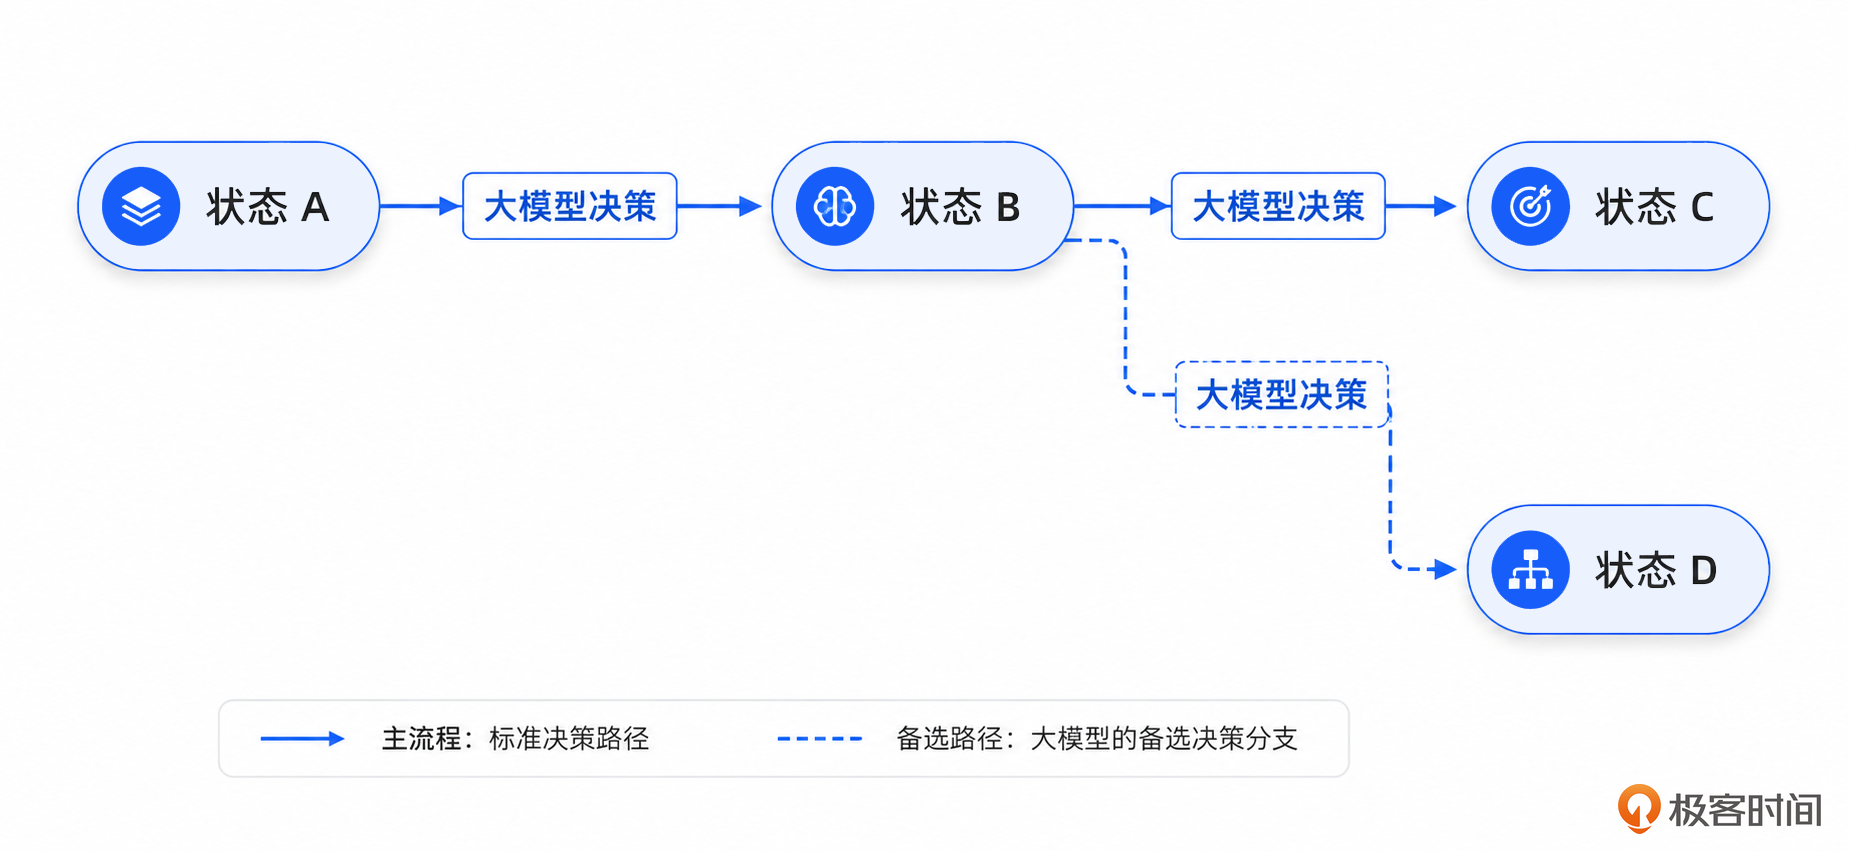 状态 A
大模型决策
状态 B
大模型决策
状态 C
大模型决策
状态 D
主流程：标准决策路径
备选路径：大模型的备选决策分支
极客时间